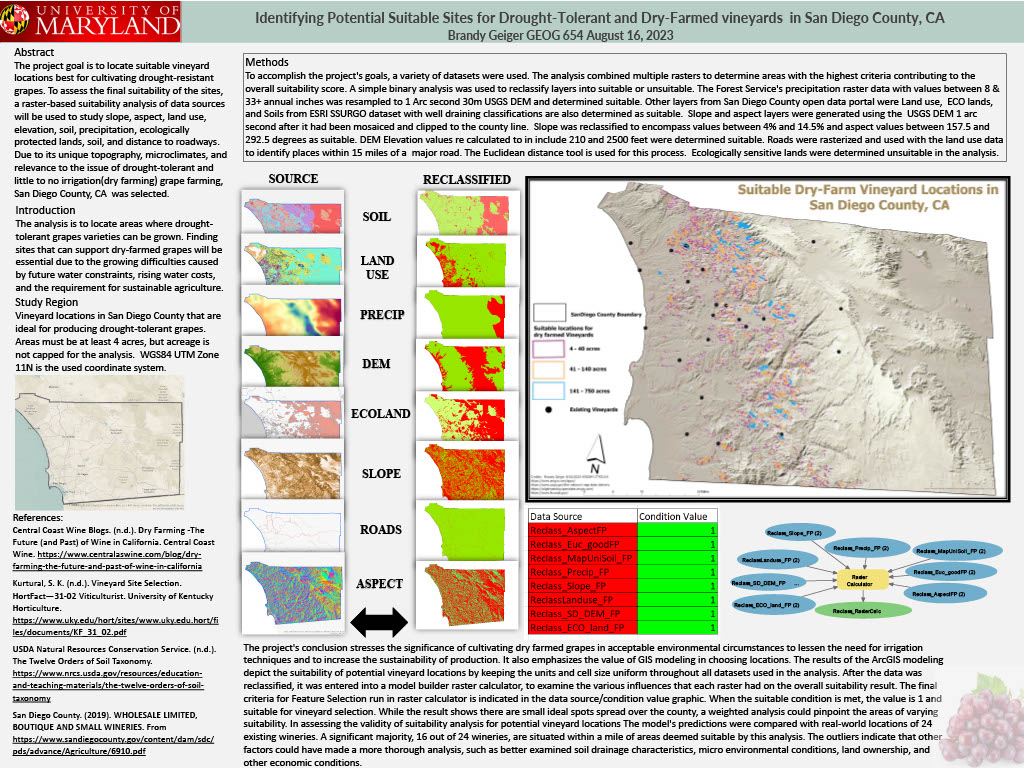 UNIVERSITY OF
MARYLAND
Identifying Potential Suitable Sites for Drought-Tolerant and Dry-Farmed vineyards in San Diego County, CA
Brandy Geiger GEOG 654 August 16, 2023
Abstract
The project goal is to locate suitable vineyard
locations best for cultivating drought-resistant
grapes. To assess the final suitability of the sites,
a raster-based suitability analysis of data sources
will be used to study slope, aspect, land use,
elevation, soil, precipitation, ecologically
protected lands, soil, and distance to roadways.
Due to its unique topography, microclimates, and
relevance to the issue of drought-tolerant and
little to no irrigation(dry farming) grape farming,
San Diego County, CA was selected.
Introduction
The analysis is to locate areas where drought-
tolerant grapes varieties can be grown. Finding
sites that can support dry-farmed grapes will be
essential due to the growing difficulties caused
by future water constraints, rising water costs,
and the requirement for sustainable agriculture.
Study Region
Vineyard locations in San Diego County that are
ideal for producing drought-tolerant grapes.
Areas must be at least 4 acres, but acreage is
not capped for the analysis. WGS84 UTM Zone
11N is the used coordinate system.
References:
Central Coast Wine Blogs. (n.d.). Dry Farming -The
Future (and Past) of Wine in California. Central Coast
Wine. https://www.centralaswine.com/blog/dry-
farming-the-future-and-past-of-wine-in-california
Kurtural, S. K. (n.d.). Vineyard Site Selection.
HortFact—31-02 Viticulturist. University of Kentucky
Horticulture.
https://www.uky.edu/hort/sites/www.uky.edu.hort/fi
les/documents/KF_31_02.pdf
USDA Natural Resources Conservation Service. (n.d.).
The Twelve Orders of Soil Taxonomy.
https://www.nrcs.usda.gov/resources/education-
and-teaching-materials/the-twelve-orders-of-soil-
taxonomy
San Diego County. (2019). WHOLESALE LIMITED,
BOUTIQUE AND SMALL WINERIES. From
https://www.sandiegocounty.gov/content/dam/sdc/
pds/advance/Agriculture/6910.pdf
Methods
To accomplish the project's goals, a variety of datasets were used. The analysis combined multiple rasters to determine areas with the highest criteria contributing to the
overall suitability score. A simple binary analysis was used to reclassify layers into suitable or unsuitable. The Forest Service's precipitation raster data with values between 8 &
33+ annual inches was resampled to 1 Arc second 30m USGS DEM and determined suitable. Other layers from San Diego County open data portal were Land use, ECO lands,
and Soils from ESRI SSURGO dataset with well draining classifications are also determined as suitable. Slope and aspect layers were generated using the USGS DEM 1 arc
second after it had been mosaiced and clipped to the county line. Slope was reclassified to encompass values between 4% and 14.5% and aspect values between 157.5 and
292.5 degrees as suitable. DEM Elevation values re calculated to in include 210 and 2500 feet were determined suitable. Roads were rasterized and used with the land use data
to identify places within 15 miles of a major road. The Euclidean distance tool is used for this process. Ecologically sensitive lands were determined unsuitable in the analysis.
SOURCE
RECLASSIFIED
SOIL
LAND
USE
PRECIP
DEM
ECOLAND
SLOPE
ROADS
ASPECT
Suitable Dry-Farm Vineyard Locations in
San Diego County, CA
SanDiego County Boundary
Suitable locations for
dry farmed Vineyards
4 - 40 acres
41 - 140 acres
141 - 750 acres
Existing Vineyards
N
Data Source Condition Value
Reclass_AspectFP 1
Reclass_Euc_goodFP 1
Reclass_MapUniSoil_FP 1
Reclass_Precip_FP 1
Reclass_Slope_FP 1
ReclassLanduse_FP 1
Reclass_SD_DEM_FP 1
Reclass_ECO_land_FP 1
Reclass_Slope_FP (2)
Reclass_Precip_FP (2)
Reclass_MapUniSoil_FP (2)
ReclassLanduse_FP (2)
Reclass_Euc_goodFP (2)
Reclass_SD_DEM_FP ...
Raster
Calculator
Reclass_AspectFP (2)
Reclass_ECO_land_FP (2)
Reclass_RasterCalc
The project's conclusion stresses the significance of cultivating dry farmed grapes in acceptable environmental circumstances to lessen the need for irrigation
techniques and to increase the sustainability of production. It also emphasizes the value of GIS modeling in choosing locations. The results of the ArcGIS modeling
depict the suitability of potential vineyard locations by keeping the units and cell size uniform throughout all datasets used in the analysis. After the data was
reclassified, it was entered into a model builder raster calculator, to examine the various influences that each raster had on the overall suitability result. The final
criteria for Feature Selection run in raster calculator is indicated in the data source/condition value graphic. When the suitable condition is met, the value is 1 and
suitable for vineyard selection. While the result shows there are small ideal spots spread over the county, a weighted analysis could pinpoint the areas of varying
suitability. In assessing the validity of suitability analysis for potential vineyard locations The model's predictions were compared with real-world locations of 24
existing wineries. A significant majority, 16 out of 24 wineries, are situated within a mile of areas deemed suitable by this analysis. The outliers indicate that other
factors could have made a more thorough analysis, such as better examined soil drainage characteristics, micro environmental conditions, land ownership, and
other economic conditions.